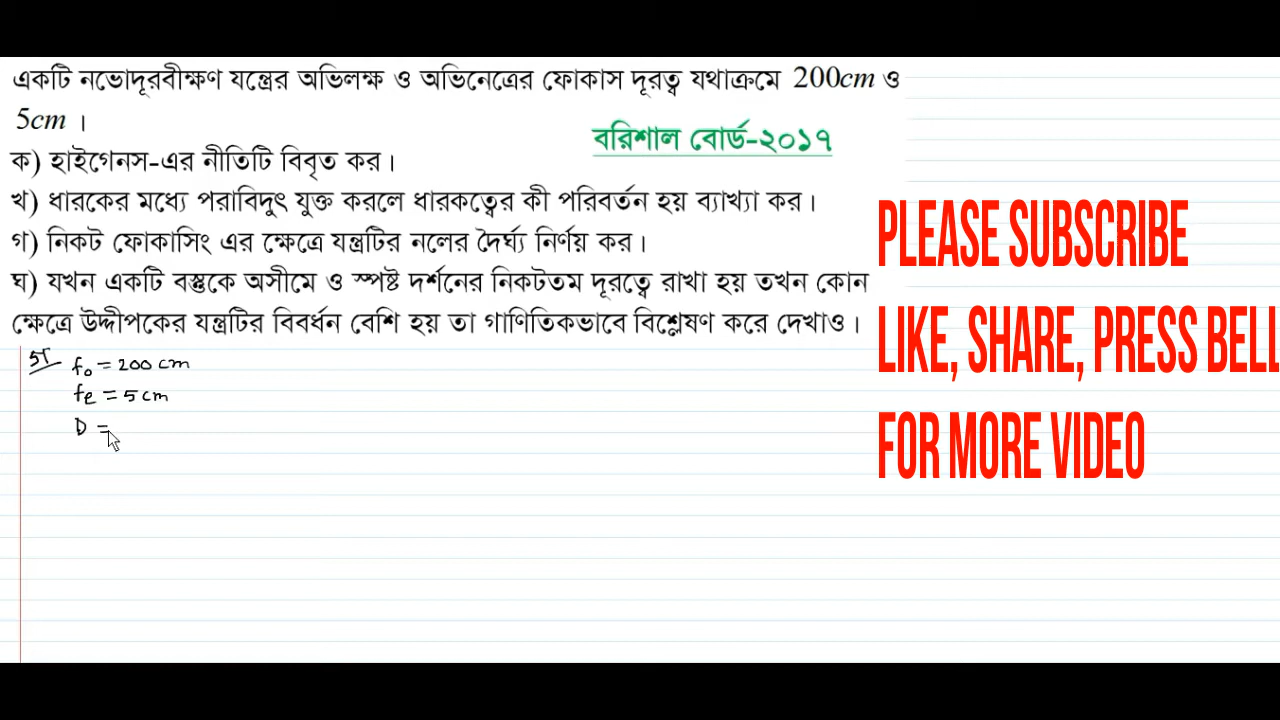 একটি নভোদূরবীক্ষণ যন্ত্রের অভিলক্ষ ও অভিনেত্রের ফোকাস দূরত্ব যথাক্রমে 200cm ও
5cm ।
বরিশাল বোর্ড-২০১৭
ক) হাইগেনস-এর নীতিটি বিবৃত কর।
খ) ধারকের মধ্যে পরাবিদুৎ যুক্ত করলে ধারকত্বের কী পরিবর্তন হয় ব্যাখ্যা কর।
গ) নিকট ফোকাসিং এর ক্ষেত্রে যন্ত্রটির নলের দৈর্ঘ্য নির্ণয় কর।
ঘ) যখন একটি বস্তুকে অসীমে ও স্পষ্ট দর্শনের নিকটতম দূরত্বে রাখা হয় তখন কোন
ক্ষেত্রে উদ্দীপকের যন্ত্রটির বিবর্ধন বেশি হয় তা গাণিতিকভাবে বিশ্লেষণ করে দেখাও।
গ f₀ = 200 cm
fe = 5 cm
D =
PLEASE SUBSCRIBE
LIKE, SHARE, PRESS BELL
FOR MORE VIDEO